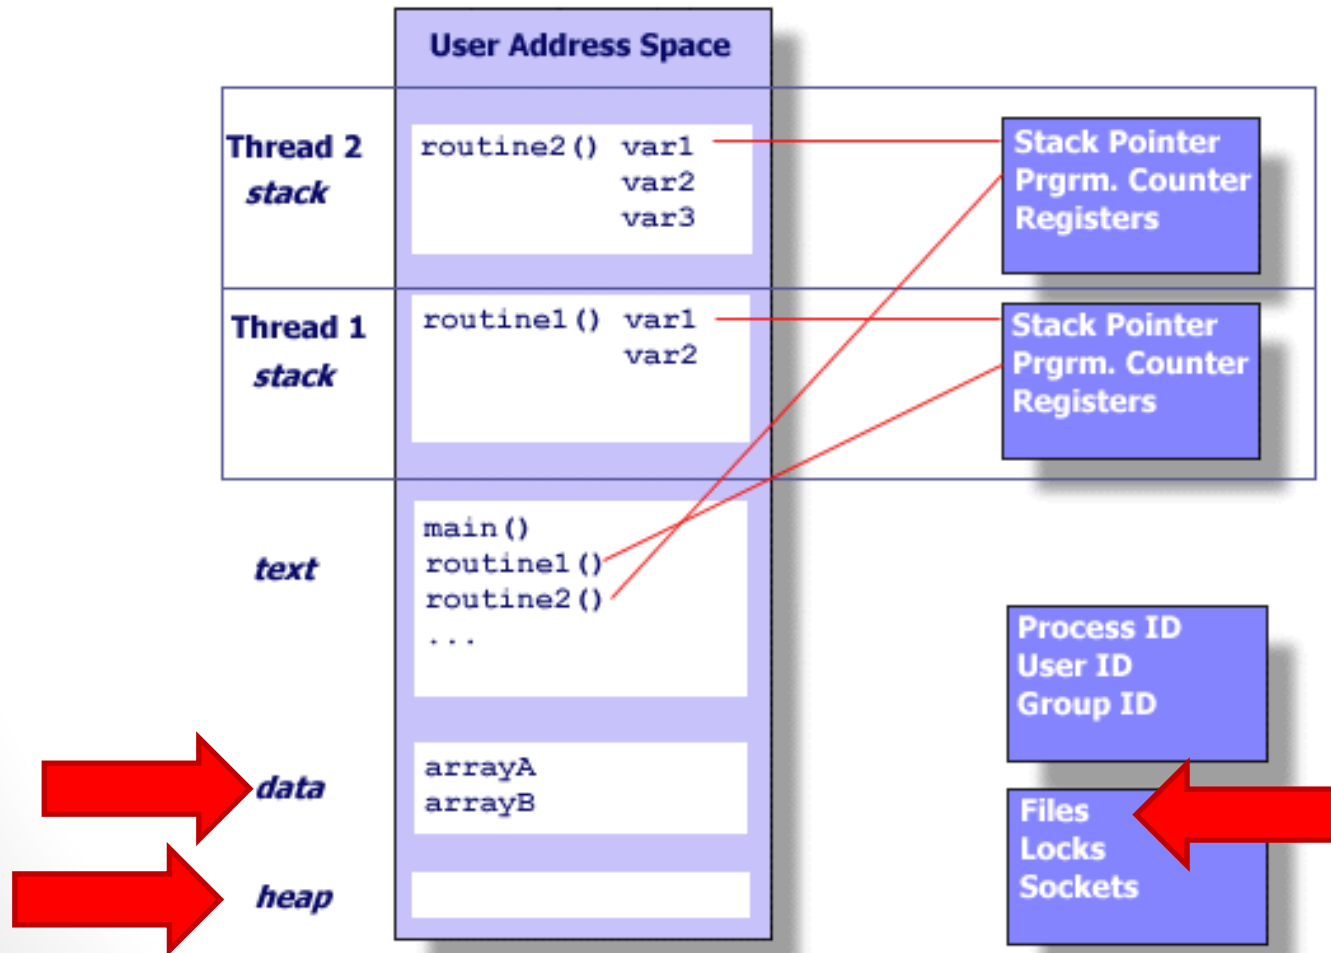 User Address Space
Thread 2
stack
routine2() var1
var2
var3
Stack Pointer
Prgrm. Counter
Registers
Thread 1
stack
routine1() var1
var2
Stack Pointer
Prgrm. Counter
Registers
text
main()
routine1()
routine2()
...
Process ID
User ID
Group ID
data
arrayA
arrayB
Files
Locks
Sockets
heap